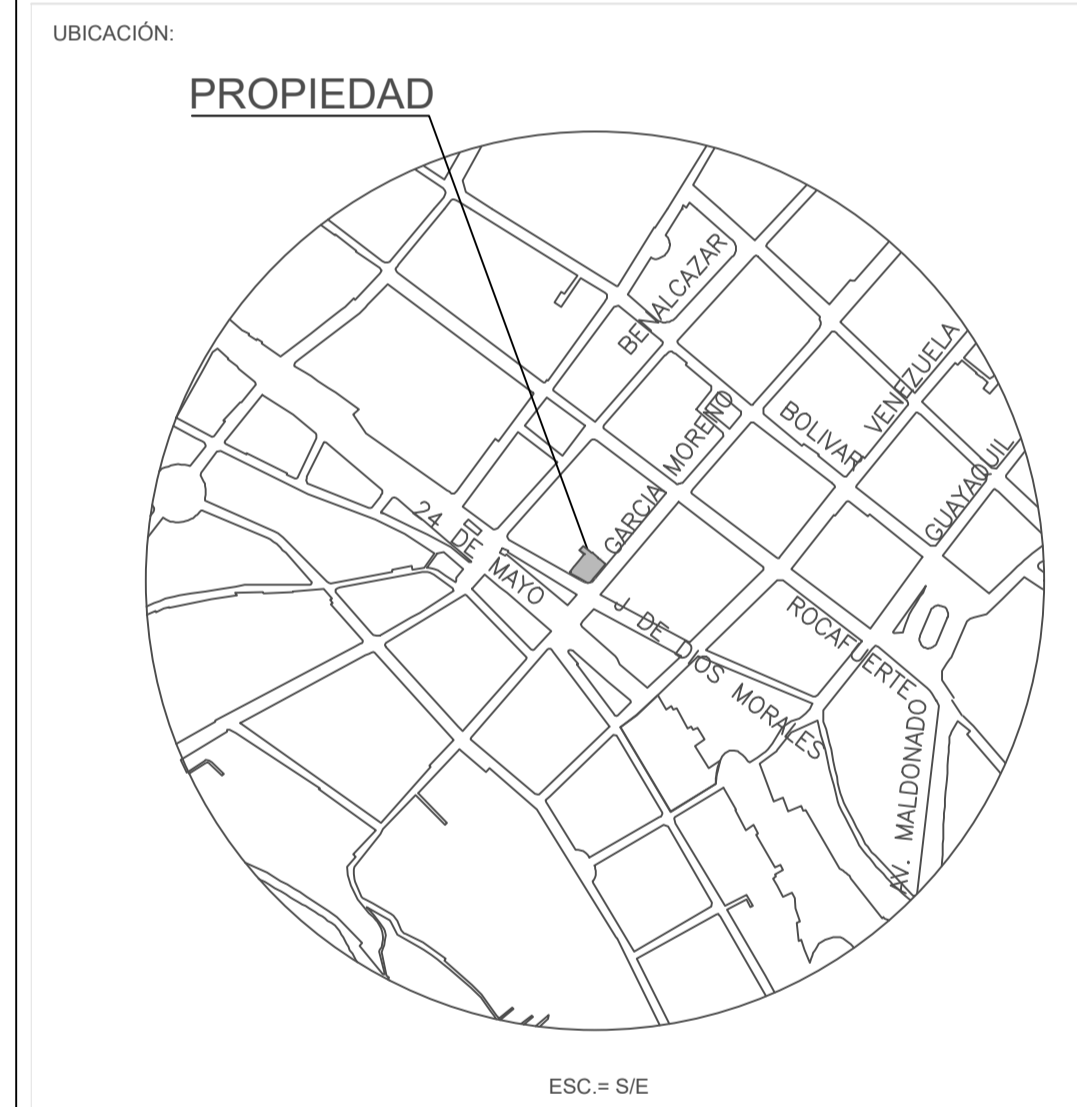 UBICACIÓN:
PROPIEDAD
BENALCAZAR
VENEZUELA
BOLIVAR
GARCIA MORENO
GUAYAQUIL
24 DE MAYO
J DE DIOS MORALES
ROCAFUERTE
AV. MALDONADO
ESC.= S/E